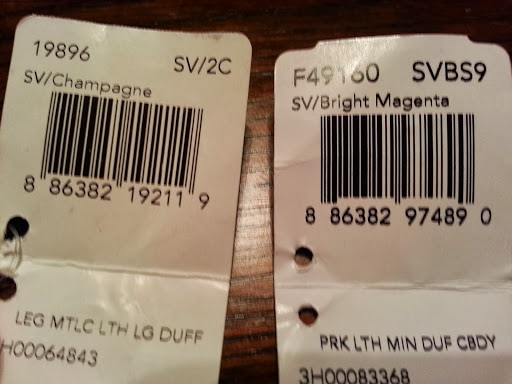 19896 SV/2C
SV/Champagne
8 86382 19211 9
LEG MTLC LTH LG DUFF
H00064843
F49160 SVBS9
SV/Bright Magenta
8 86382 97489 0
PRK LTH MIN DUF CBDY
3H00083368